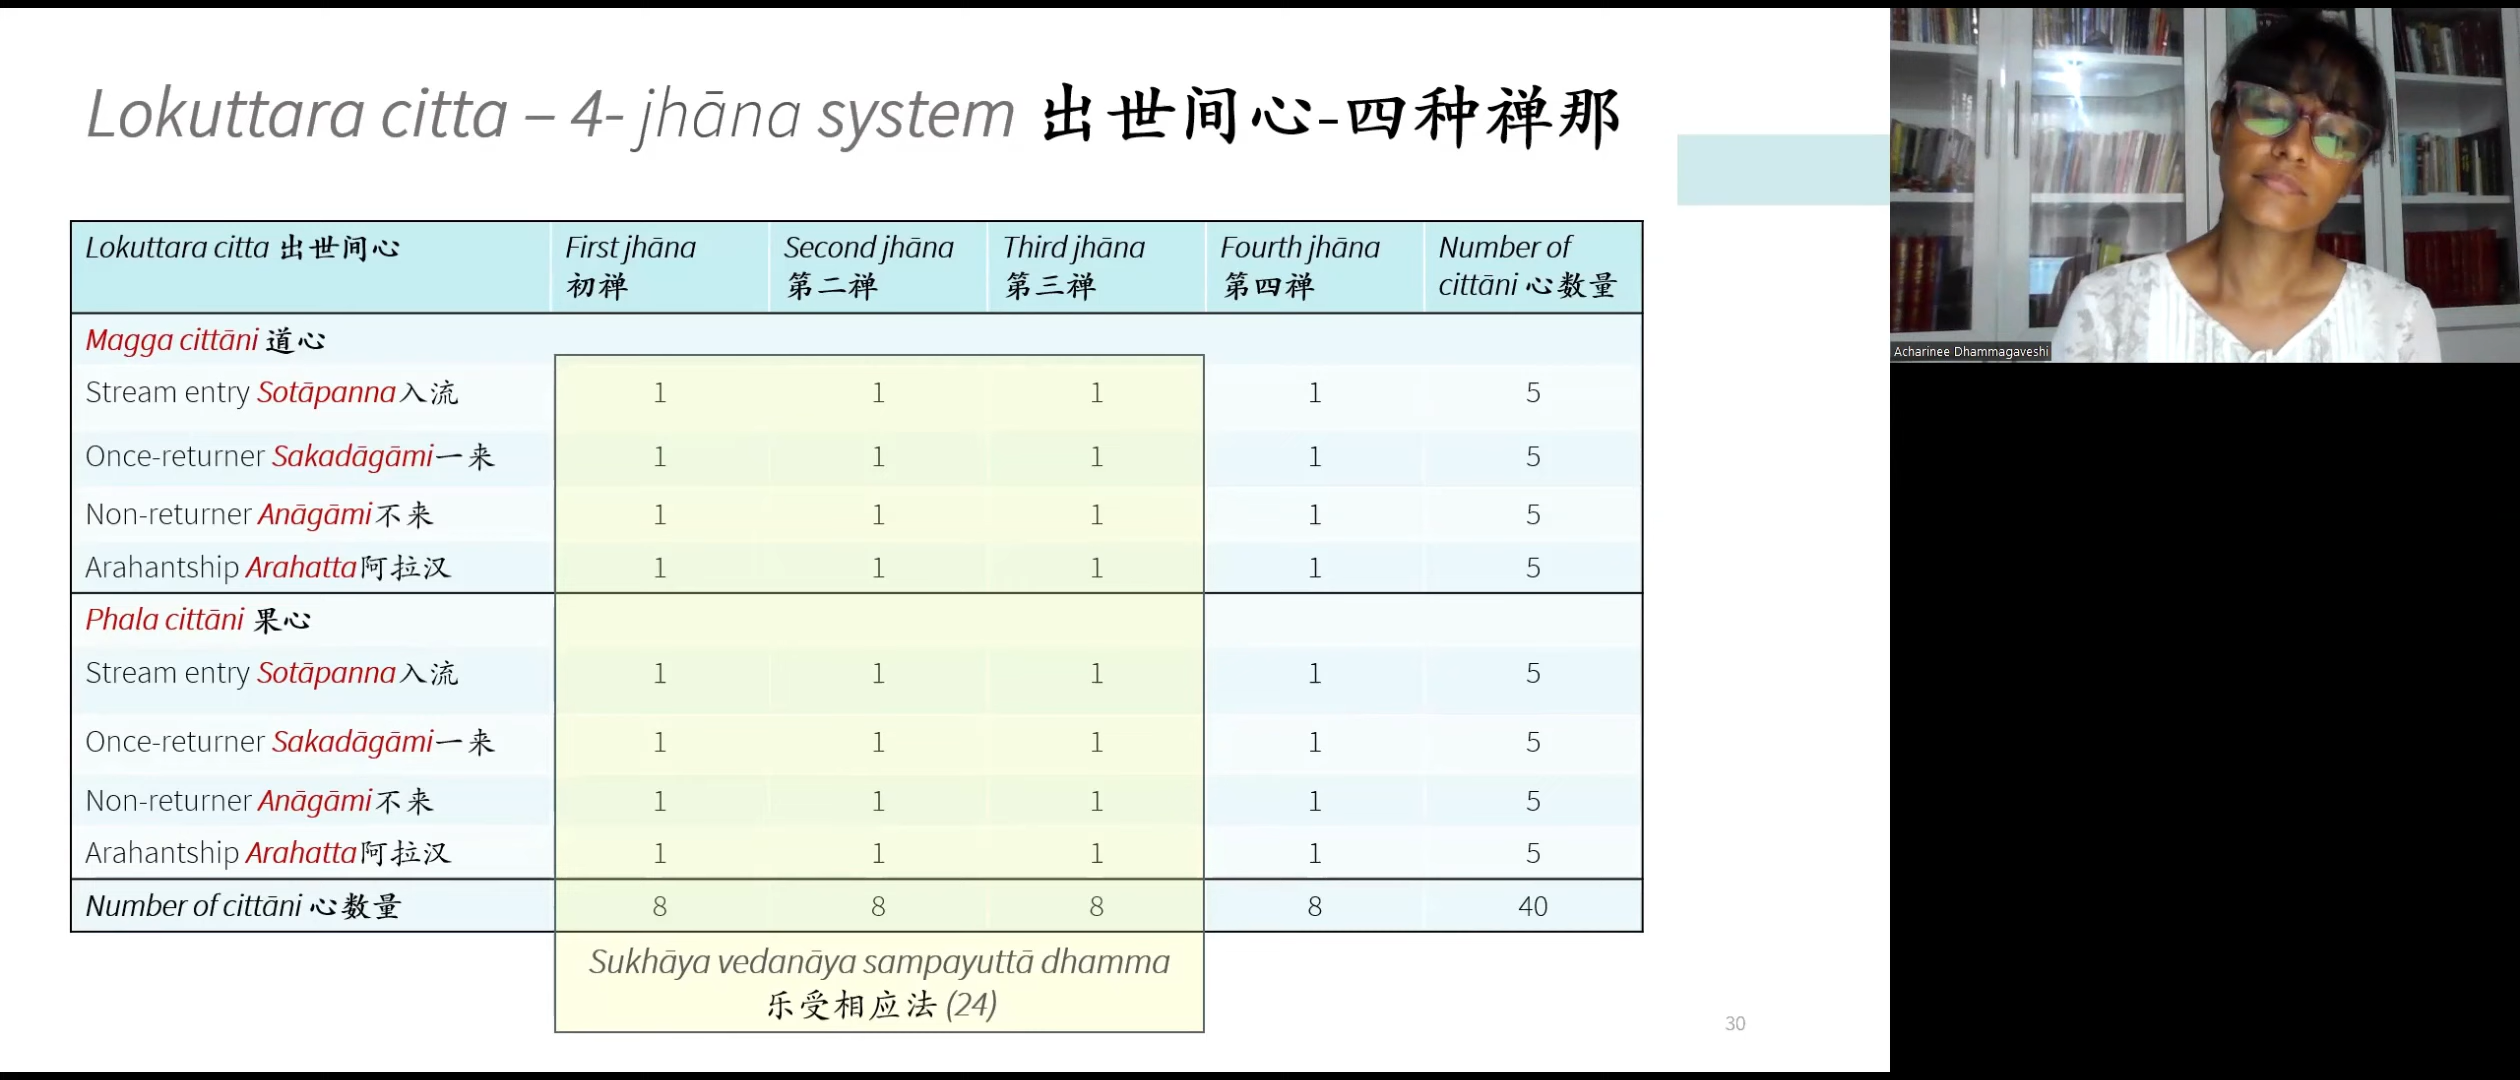 Lokuttara citta – 4- jhāna system 出世间心-四种禅那
Lokuttara citta 出世间心 First jhāna 初禅 Second jhāna 第二禅 Third jhāna 第三禅 Fourth jhāna 第四禅 Number of cittāni 心数量
Magga cittāni 道心
Stream entry Sotāpanna入流 1 1 1 1 5
Once-returner Sakadāgāmi一来 1 1 1 1 5
Non-returner Anāgāmi不来 1 1 1 1 5
Arahantship Arahatta阿拉汉 1 1 1 1 5
Phala cittāni 果心
Stream entry Sotāpanna入流 1 1 1 1 5
Once-returner Sakadāgāmi一来 1 1 1 1 5
Non-returner Anāgāmi不来 1 1 1 1 5
Arahantship Arahatta阿拉汉 1 1 1 1 5
Number of cittāni 心数量 8 8 8 8 40
Sukhāya vedanāya sampayuttā dhamma
乐受相应法 (24)
30
Acharinee Dhammagaveshi